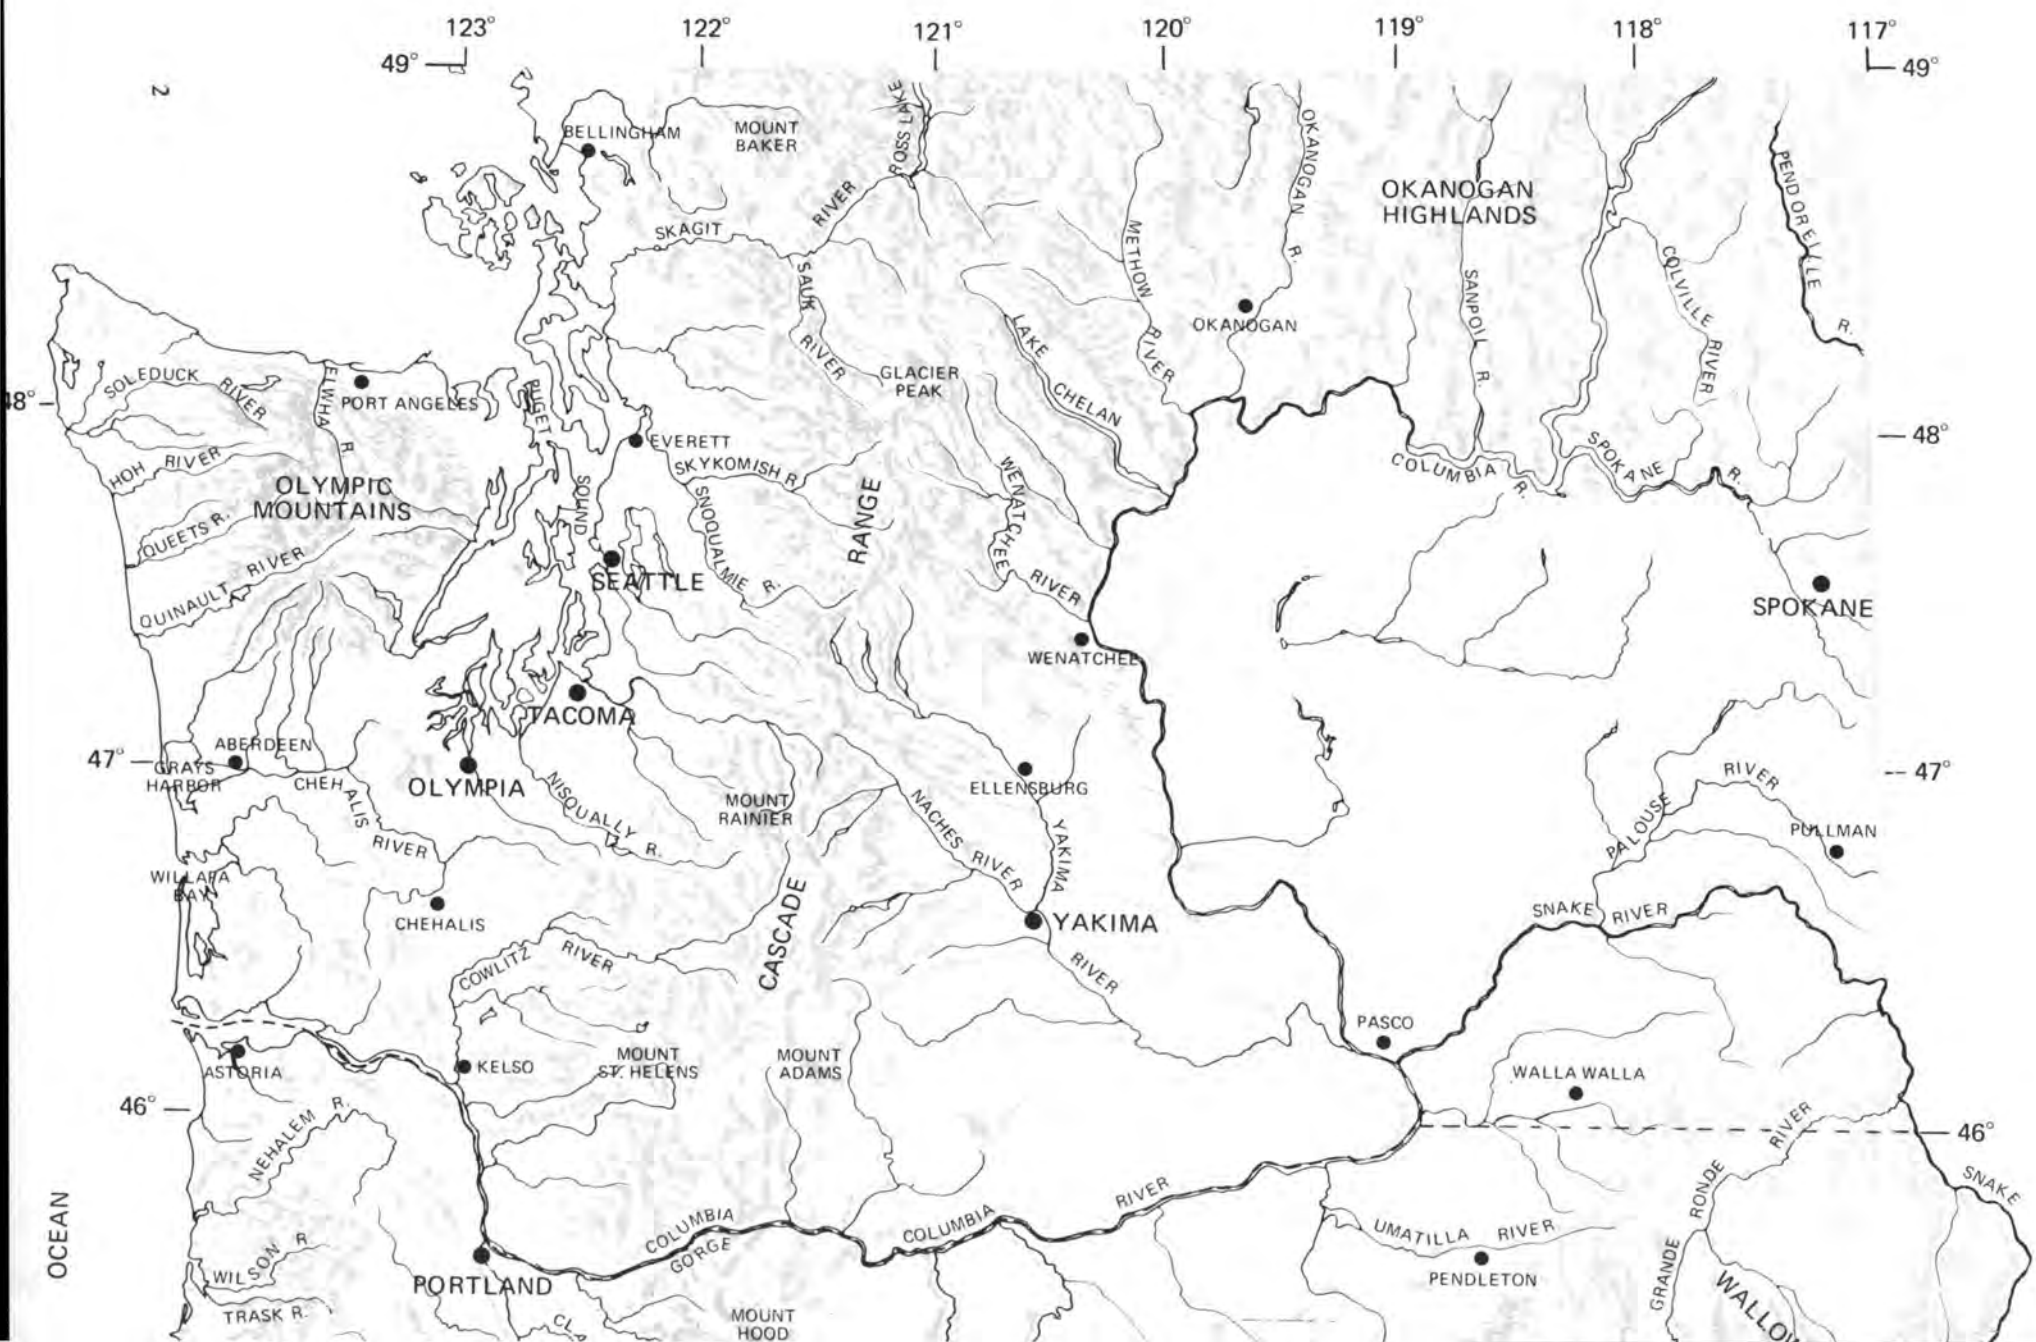 123° 122° 121° 120° 119° 118° 117°
49° 49°
2
BELLINGHAM
MOUNT
BAKER
ROSS LAKE
OKANOGAN R.
OKANOGAN
HIGHLANDS
PEND ORELLE R.
SKAGIT RIVER
SAUK RIVER
METHOW RIVER
SANPOIL R.
COLVILLE RIVER
OKANOGAN
LAKE CHELAN
GLACIER
PEAK
SOLEDUCK RIVER
ELWHA R.
PORT ANGELES
PUGET SOUND
48° 48°
EVERETT
SKYKOMISH R.
HOH RIVER
OLYMPIC
MOUNTAINS
QUEETS R.
QUINAULT RIVER
SNOQUALMIE R.
WENATCHEE RIVER
COLUMBIA R.
SPOKANE R.
CASCADE RANGE
SEATTLE
SPOKANE
WENATCHEE
TACOMA
ABERDEEN
47° 47°
GRAYS
HARBOR
CHEHALIS RIVER
OLYMPIA
NISQUALLY R.
MOUNT
RAINIER
ELLENSBURG
NACHES RIVER
YAKIMA RIVER
PALOUSE RIVER
PULLMAN
WILLAPA
BAY
CHEHALIS
YAKIMA
SNAKE RIVER
COWLITZ RIVER
PASCO
ASTORIA
KELSO
MOUNT
ST. HELENS
MOUNT
ADAMS
WALLA WALLA
46° 46°
NEHALEM R.
GRANDE RONDE RIVER
SNAKE
OCEAN
COLUMBIA
GORGE
COLUMBIA RIVER
UMATILLA RIVER
PENDLETON
WILSON R.
PORTLAND
TRASK R.
CLA
MOUNT
HOOD
WALLO